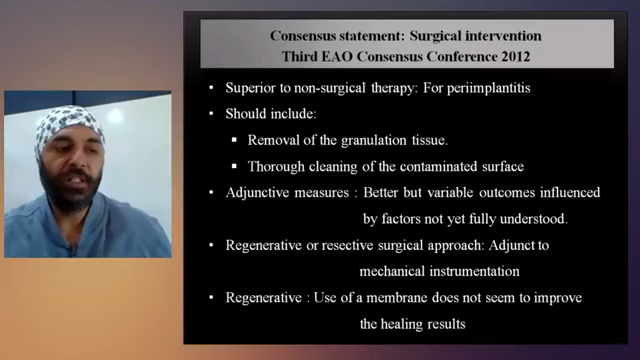 Consensus statement: Surgical intervention
Third EAO Consensus Conference 2012
• Superior to non-surgical therapy: For periimplantitis
• Should include:
▪ Removal of the granulation tissue.
▪ Thorough cleaning of the contaminated surface
• Adjunctive measures : Better but variable outcomes influenced
by factors not yet fully understood.
• Regenerative or resective surgical approach: Adjunct to
mechanical instrumentation
• Regenerative : Use of a membrane does not seem to improve
the healing results